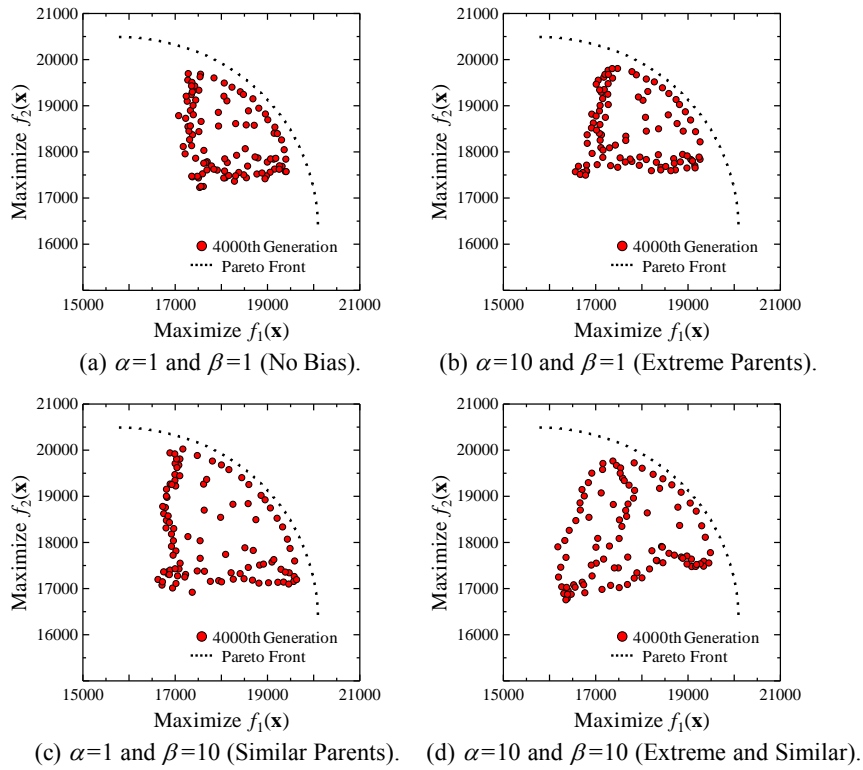 21000
20000
19000
18000
17000
16000
Maximize f2(x)
4000th Generation
Pareto Front
15000 17000 19000 21000
Maximize f1(x)
(a) α=1 and β=1 (No Bias).
21000
20000
19000
18000
17000
16000
Maximize f2(x)
4000th Generation
Pareto Front
15000 17000 19000 21000
Maximize f1(x)
(b) α=10 and β=1 (Extreme Parents).
21000
20000
19000
18000
17000
16000
Maximize f2(x)
4000th Generation
Pareto Front
15000 17000 19000 21000
Maximize f1(x)
(c) α=1 and β=10 (Similar Parents).
21000
20000
19000
18000
17000
16000
Maximize f2(x)
4000th Generation
Pareto Front
15000 17000 19000 21000
Maximize f1(x)
(d) α=10 and β=10 (Extreme and Similar).